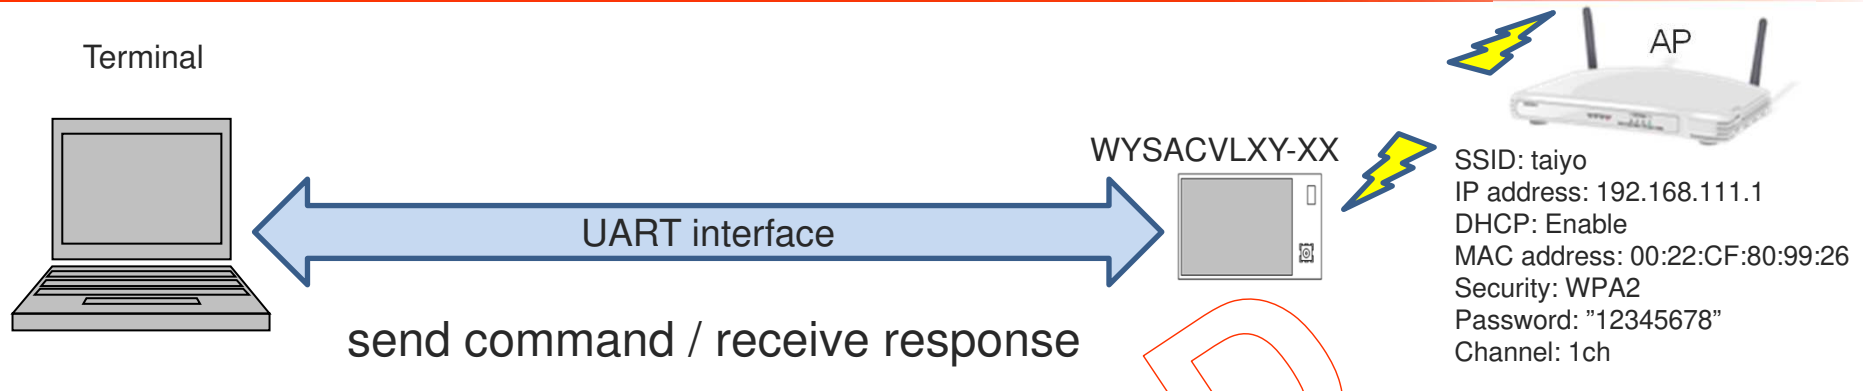 Terminal
AP
WYSACVLXY-XX
UART interface
send command / receive response
SSID: taiyo
IP address: 192.168.111.1
DHCP: Enable
MAC address: 00:22:CF:80:99:26
Security: WPA2
Password: ”12345678”
Channel: 1ch